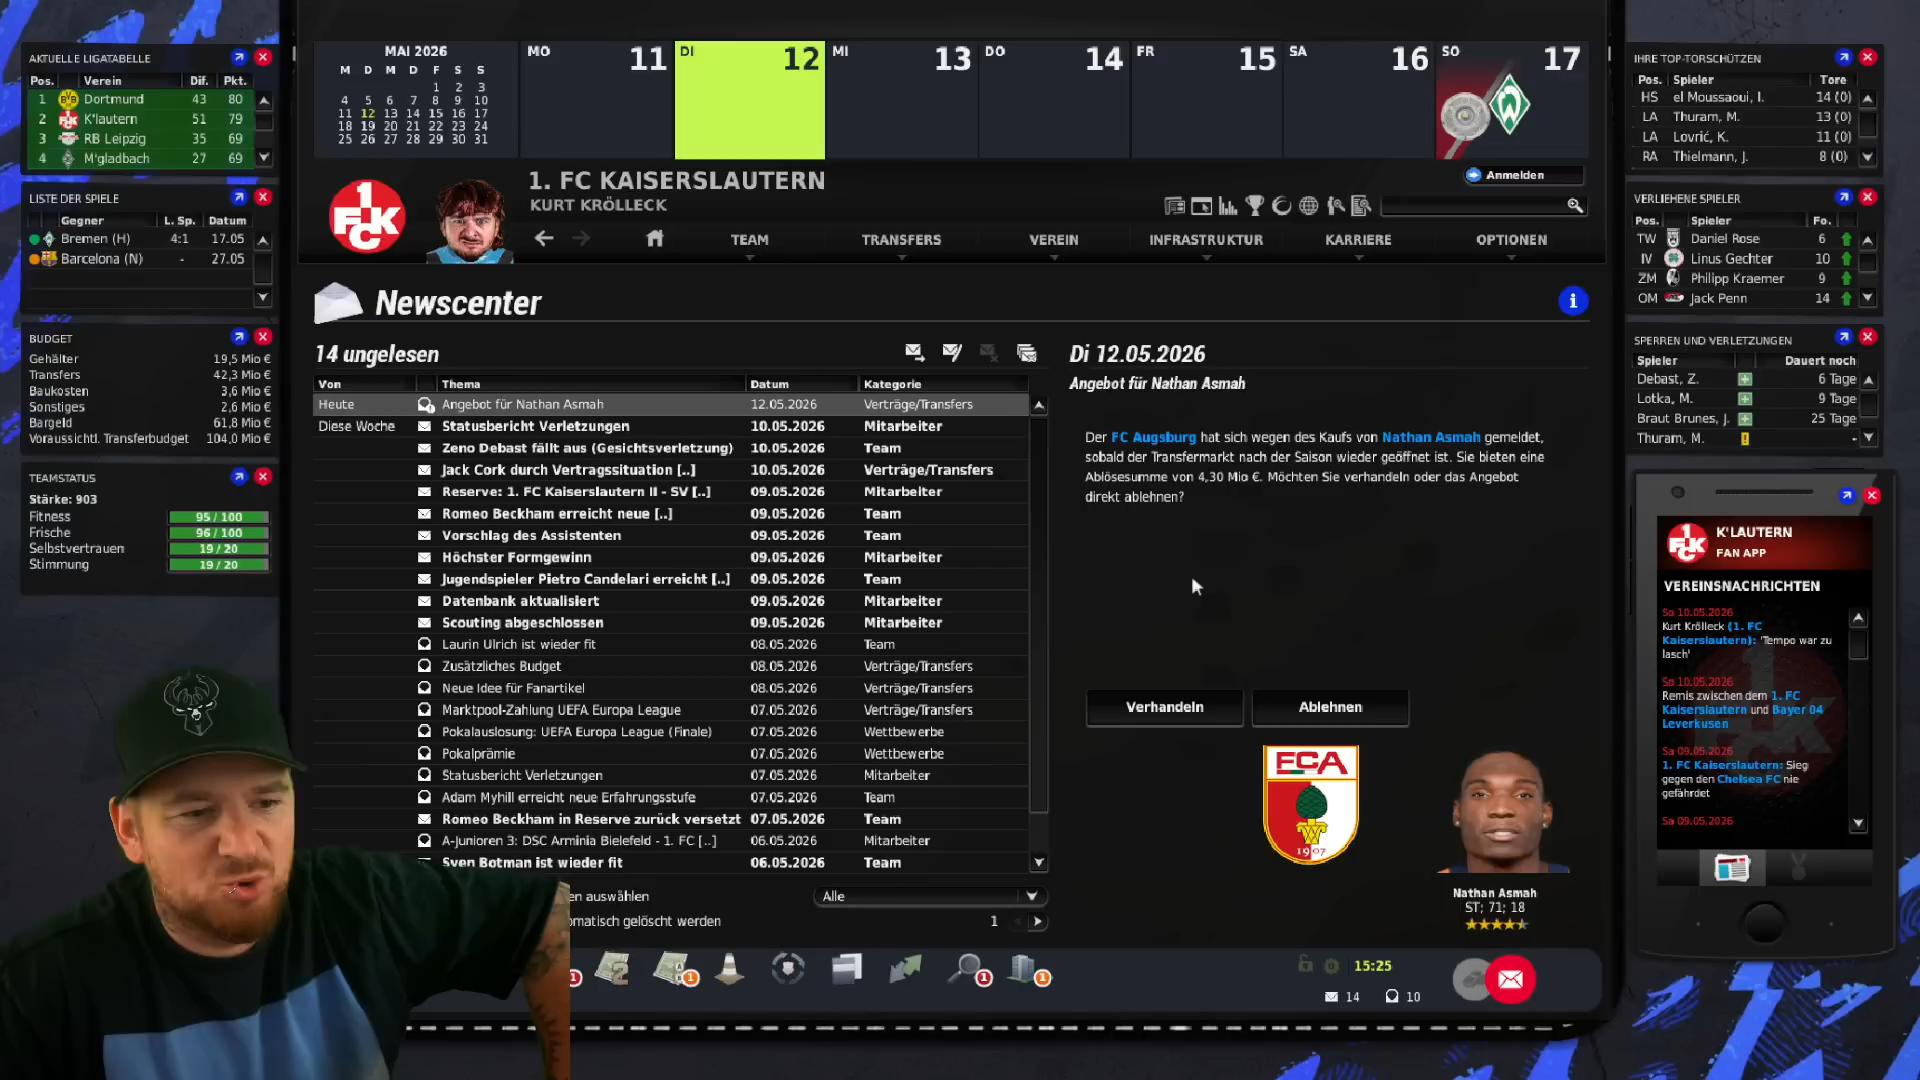 AKTUELLE LIGATABELLE
Pos. Verein Dif. Pkt.
1 Dortmund 43 80
2 K'lautern 51 79
3 RB Leipzig 35 69
4 M'gladbach 27 69
LISTE DER SPIELE
Gegner L. Sp. Datum
Bremen (H) 4:1 17.05
Barcelona (N) - 27.05
BUDGET
Gehälter 19,5 Mio €
Transfers 42,3 Mio €
Baukosten 3,6 Mio €
Sonstiges 2,6 Mio €
Bargeld 61,8 Mio €
Voraussichtl. Transferbudget 104,0 Mio €
TEAMSTATUS
Stärke: 903
Fitness 95 / 100
Frische 96 / 100
Selbstvertrauen 19 / 20
Stimmung 19 / 20
MAI 2026
M D M D F S S
1 2 3
4 5 6 7 8 9 10
11 12 13 14 15 16 17
18 19 20 21 22 23 24
25 26 27 28 29 30 31
MO 11
DI 12
MI 13
DO 14
FR 15
SA 16
SO 17
1. FC KAISERSLAUTERN
KURT KRÖLLECK
Anmelden
1 FCK
TEAM TRANSFERS VEREIN INFRASTRUKTUR KARRIERE OPTIONEN
Newscenter
14 ungelesen
Von Thema Datum Kategorie
Heute Angebot für Nathan Asmah 12.05.2026 Verträge/Transfers
Diese Woche Statusbericht Verletzungen 10.05.2026 Mitarbeiter
Zeno Debast fällt aus (Gesichtsverletzung) 10.05.2026 Team
Jack Cork durch Vertragssituation [..] 10.05.2026 Verträge/Transfers
Reserve: 1. FC Kaiserslautern II - SV [..] 09.05.2026 Mitarbeiter
Romeo Beckham erreicht neue [..] 09.05.2026 Team
Vorschlag des Assistenten 09.05.2026 Team
Höchster Formgewinn 09.05.2026 Mitarbeiter
Jugendspieler Pietro Candelari erreicht [..] 09.05.2026 Team
Datenbank aktualisiert 09.05.2026 Mitarbeiter
Scouting abgeschlossen 09.05.2026 Mitarbeiter
Laurin Ulrich ist wieder fit 08.05.2026 Team
Zusätzliches Budget 08.05.2026 Verträge/Transfers
Neue Idee für Fanartikel 08.05.2026 Verträge/Transfers
Marktpool-Zahlung UEFA Europa League 07.05.2026 Verträge/Transfers
Pokalauslosung: UEFA Europa League (Finale) 07.05.2026 Wettbewerbe
Pokalprämie 07.05.2026 Wettbewerbe
Statusbericht Verletzungen 07.05.2026 Mitarbeiter
Adam Myhill erreicht neue Erfahrungsstufe 07.05.2026 Team
Romeo Beckham in Reserve zurück versetzt 07.05.2026 Team
A-Junioren 3: DSC Arminia Bielefeld - 1. FC [..] 06.05.2026 Mitarbeiter
Sven Botman ist wieder fit 06.05.2026 Team
en auswählen Alle
omatisch gelöscht werden 1
Di 12.05.2026
Angebot für Nathan Asmah
Der FC Augsburg hat sich wegen des Kaufs von Nathan Asmah gemeldet,
sobald der Transfermarkt nach der Saison wieder geöffnet ist. Sie bieten eine
Ablösesumme von 4,30 Mio €. Möchten Sie verhandeln oder das Angebot
direkt ablehnen?
Verhandeln Ablehnen
FCA
1907
Nathan Asmah
ST; 71; 18
1 2 1 1 1
15:25
14 10
IHRE TOP-TORSCHÜTZEN
Pos. Spieler Tore
HS el Moussaoui, I. 14 (0)
LA Thuram, M. 13 (0)
LA Lovrić, K. 11 (0)
RA Thielmann, J. 8 (0)
VERLIEHENE SPIELER
Pos. Spieler Fo.
TW Daniel Rose 6
IV Linus Gechter 10
ZM Philipp Kraemer 9
OM Jack Penn 14
SPERREN UND VERLETZUNGEN
Spieler Dauert noch
Debast, Z. 6 Tage
Lotka, M. 9 Tage
Braut Brunes, J. 25 Tage
Thuram, M. -
K'LAUTERN
FAN APP
VEREINSNACHRICHTEN
So 10.05.2026
Kurt Krölleck (1. FC
Kaiserslautern): 'Tempo war zu
lasch'
So 10.05.2026
Remis zwischen dem 1. FC
Kaiserslautern und Bayer 04
Leverkusen
Sa 09.05.2026
1. FC Kaiserslautern: Sieg
gegen den Chelsea FC nie
gefährdet
Sa 09.05.2026